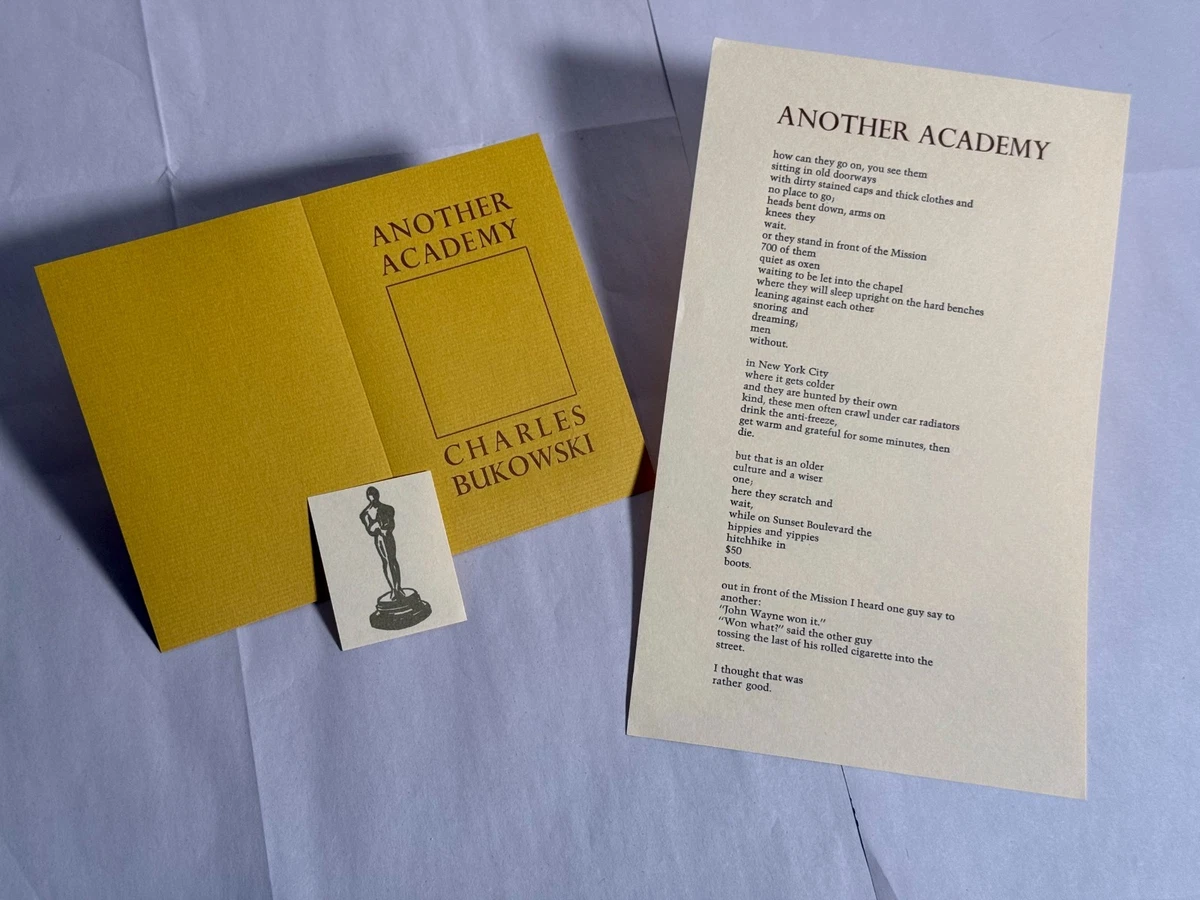 ANOTHER
ACADEMY
CHARLES
BUKOWSKI
ANOTHER ACADEMY
how can they go on, you see them
sitting in old doorways
with dirty stained caps and thick clothes and
no place to go;
heads bent down, arms on
knees they
wait.
or they stand in front of the Mission
700 of them
quiet as oxen
waiting to be let into the chapel
where they will sleep upright on the hard benches
leaning against each other
snoring and
dreaming;
men
without.
in New York City
where it gets colder
and they are hunted by their own
kind, these men often crawl under car radiators
drink the anti-freeze,
get warm and grateful for some minutes, then
die.
but that is an older
culture and a wiser
one;
here they scratch and
wait,
while on Sunset Boulevard the
hippies and yippies
hitchhike in
$50
boots.
out in front of the Mission I heard one guy say to
another:
“John Wayne won it.”
“Won what?” said the other guy
tossing the last of his rolled cigarette into the
street.
I thought that was
rather good.